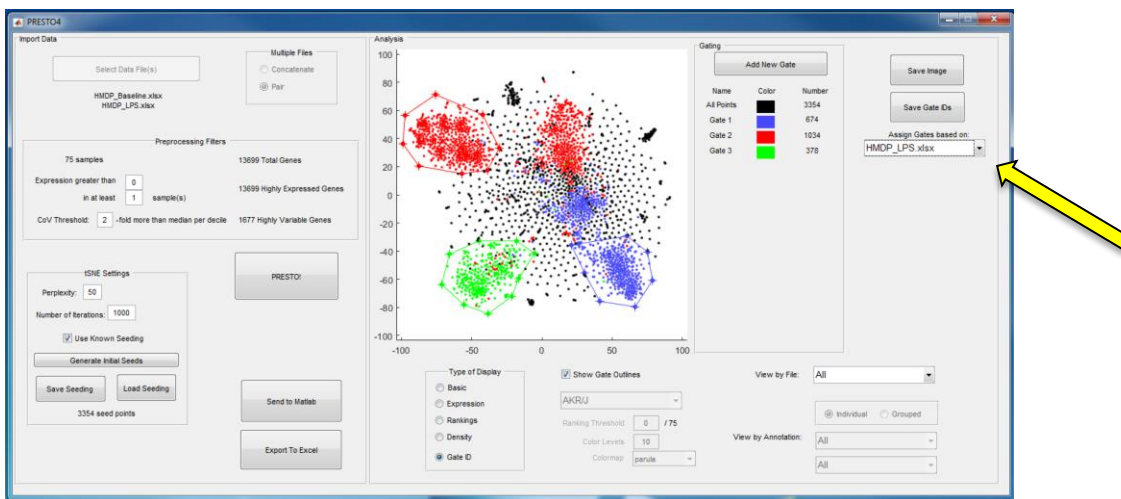 PRESTO4
Import Data
Select Data File(s)
HMDP_Baseline.xlsx
HMDP_LPS.xlsx
Multiple Files
Concatenate
Pair
Preprocessing Filters
75 samples
13699 Total Genes
Expression greater than 0
in at least 1 sample(s)
13699 Highly Expressed Genes
CoV Threshold: 2 -fold more than median per decile
1677 Highly Variable Genes
tSNE Settings
Perplexity: 50
Number of Iterations: 1000
Use Known Seeding
Generate Initial Seeds
Save Seeding
Load Seeding
3354 seed points
PRESTO!
Send to Matlab
Export To Excel
Analysis
100
80
60
40
20
0
-20
-40
-60
-80
-100
-100 -50 0 50 100
Gating
Add New Gate
Name Color Number
All Points 3354
Gate 1 674
Gate 2 1034
Gate 3 378
Save Image
Save Gate IDs
Assign Gates based on:
HMDP_LPS.xlsx
Type of Display
Basic
Expression
Rankings
Density
Gate ID
Show Gate Outlines
AKR/J
Ranking Threshold 0 / 75
Color Levels 10
Colormap parula
View by File: All
Individual Grouped
View by Annotation: All
All